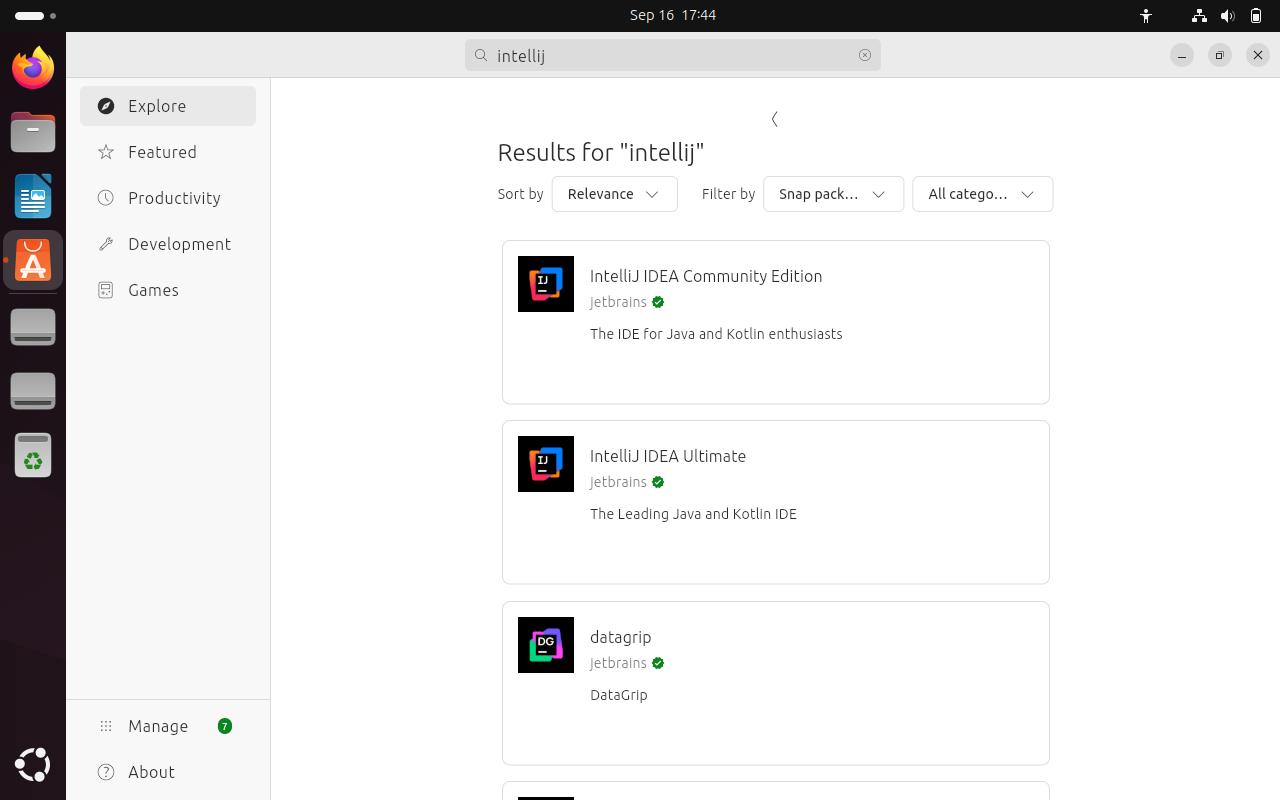 Sep 16 17:44
intellij
Explore
Featured
Productivity
Development
Games
Manage 7
About
Results for "intellij"
Sort by Relevance Filter by Snap pack… All catego…
IJ
IntelliJ IDEA Community Edition
jetbrains
The IDE for Java and Kotlin enthusiasts
IJ
IntelliJ IDEA Ultimate
jetbrains
The Leading Java and Kotlin IDE
DG
datagrip
jetbrains
DataGrip